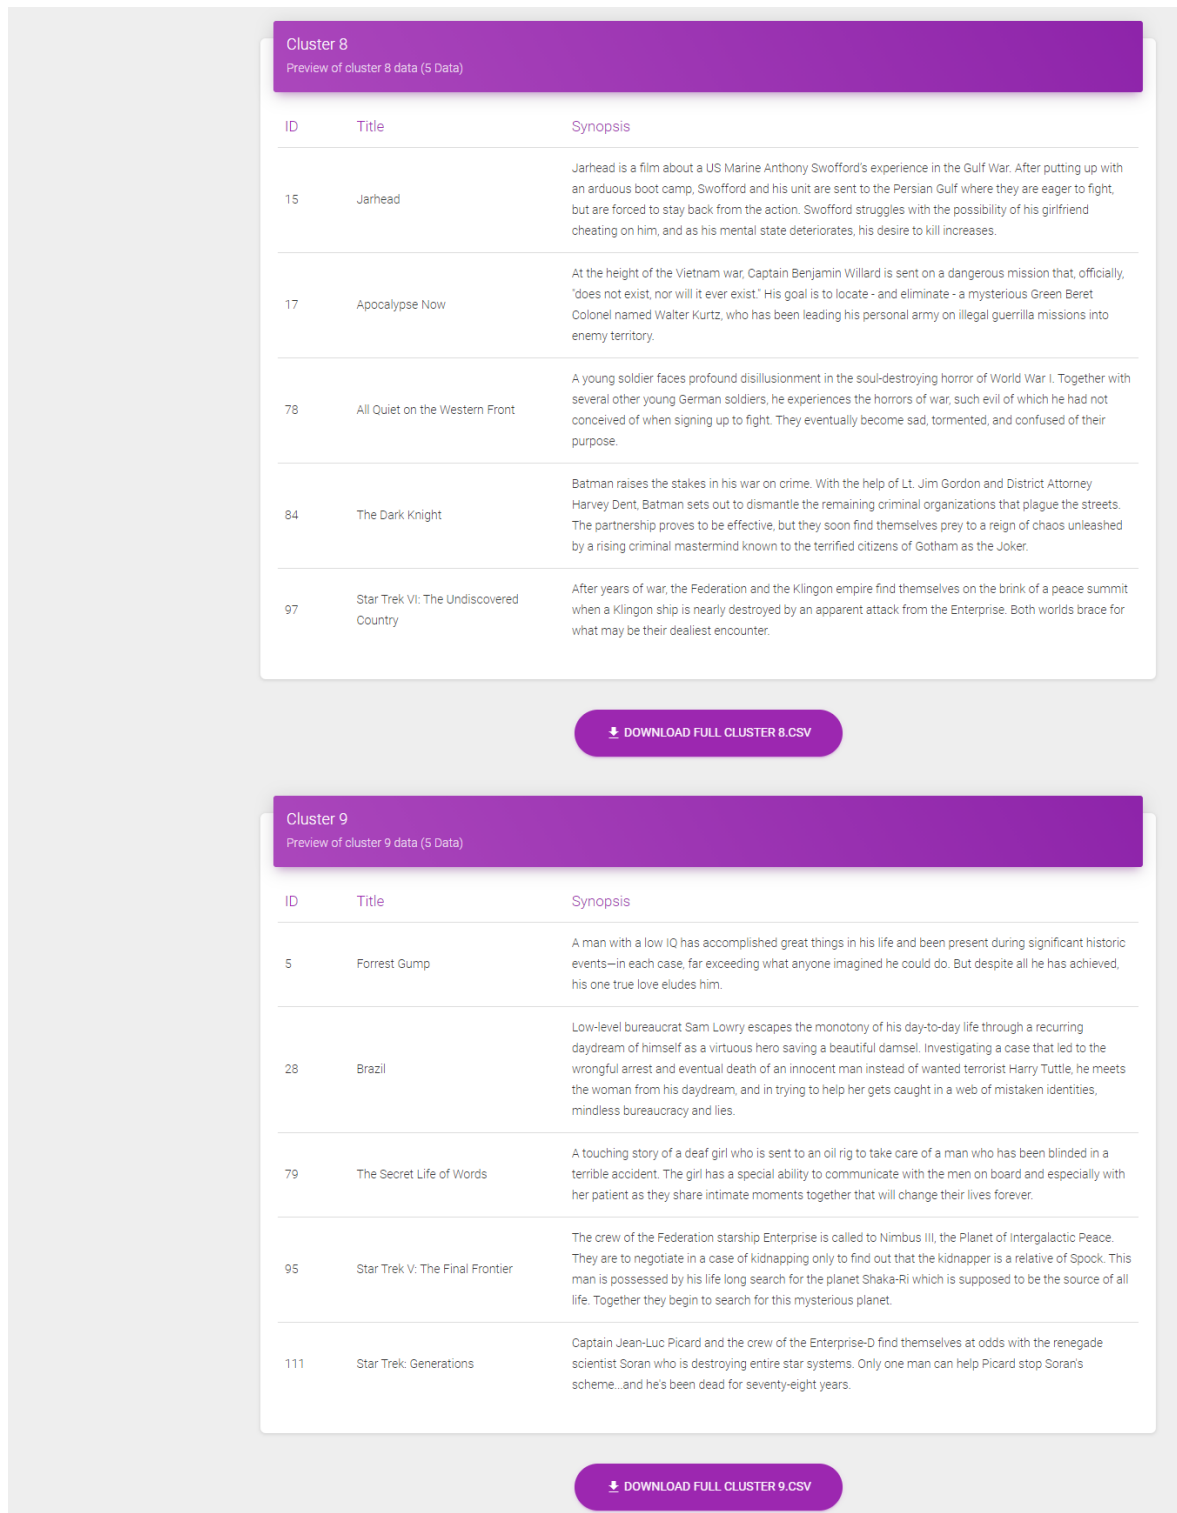 Cluster 8
Preview of cluster 8 data (5 Data)
ID Title Synopsis
15 Jarhead
Jarhead is a film about a US Marine Anthony Swofford's experience in the Gulf War. After putting up with
an arduous boot camp, Swofford and his unit are sent to the Persian Gulf where they are eager to fight,
but are forced to stay back from the action. Swofford struggles with the possibility of his girlfriend
cheating on him, and as his mental state deteriorates, his desire to kill increases.
17 Apocalypse Now
At the height of the Vietnam war, Captain Benjamin Willard is sent on a dangerous mission that, officially,
"does not exist, nor will it ever exist." His goal is to locate - and eliminate - a mysterious Green Beret
Colonel named Walter Kurtz, who has been leading his personal army on illegal guerrilla missions into
enemy territory.
78 All Quiet on the Western Front
A young soldier faces profound disillusionment in the soul-destroying horror of World War I. Together with
several other young German soldiers, he experiences the horrors of war, such evil of which he had not
conceived of when signing up to fight. They eventually become sad, tormented, and confused of their
purpose.
84 The Dark Knight
Batman raises the stakes in his war on crime. With the help of Lt. Jim Gordon and District Attorney
Harvey Dent, Batman sets out to dismantle the remaining criminal organizations that plague the streets.
The partnership proves to be effective, but they soon find themselves prey to a reign of chaos unleashed
by a rising criminal mastermind known to the terrified citizens of Gotham as the Joker.
97 Star Trek VI: The Undiscovered
Country
After years of war, the Federation and the Klingon empire find themselves on the brink of a peace summit
when a Klingon ship is nearly destroyed by an apparent attack from the Enterprise. Both worlds brace for
what may be their dealiest encounter.
DOWNLOAD FULL CLUSTER 8.CSV
Cluster 9
Preview of cluster 9 data (5 Data)
ID Title Synopsis
5 Forrest Gump
A man with a low IQ has accomplished great things in his life and been present during significant historic
events—in each case, far exceeding what anyone imagined he could do. But despite all he has achieved,
his one true love eludes him.
28 Brazil
Low-level bureaucrat Sam Lowry escapes the monotony of his day-to-day life through a recurring
daydream of himself as a virtuous hero saving a beautiful damsel. Investigating a case that led to the
wrongful arrest and eventual death of an innocent man instead of wanted terrorist Harry Tuttle, he meets
the woman from his daydream, and in trying to help her gets caught in a web of mistaken identities,
mindless bureaucracy and lies.
79 The Secret Life of Words
A touching story of a deaf girl who is sent to an oil rig to take care of a man who has been blinded in a
terrible accident. The girl has a special ability to communicate with the men on board and especially with
her patient as they share intimate moments together that will change their lives forever.
95 Star Trek V: The Final Frontier
The crew of the Federation starship Enterprise is called to Nimbus III, the Planet of Intergalactic Peace.
They are to negotiate in a case of kidnapping only to find out that the kidnapper is a relative of Spock. This
man is possessed by his life long search for the planet Shaka-Ri which is supposed to be the source of all
life. Together they begin to search for this mysterious planet.
111 Star Trek: Generations
Captain Jean-Luc Picard and the crew of the Enterprise-D find themselves at odds with the renegade
scientist Soran who is destroying entire star systems. Only one man can help Picard stop Soran's
scheme...and he's been dead for seventy-eight years.
DOWNLOAD FULL CLUSTER 9.CSV